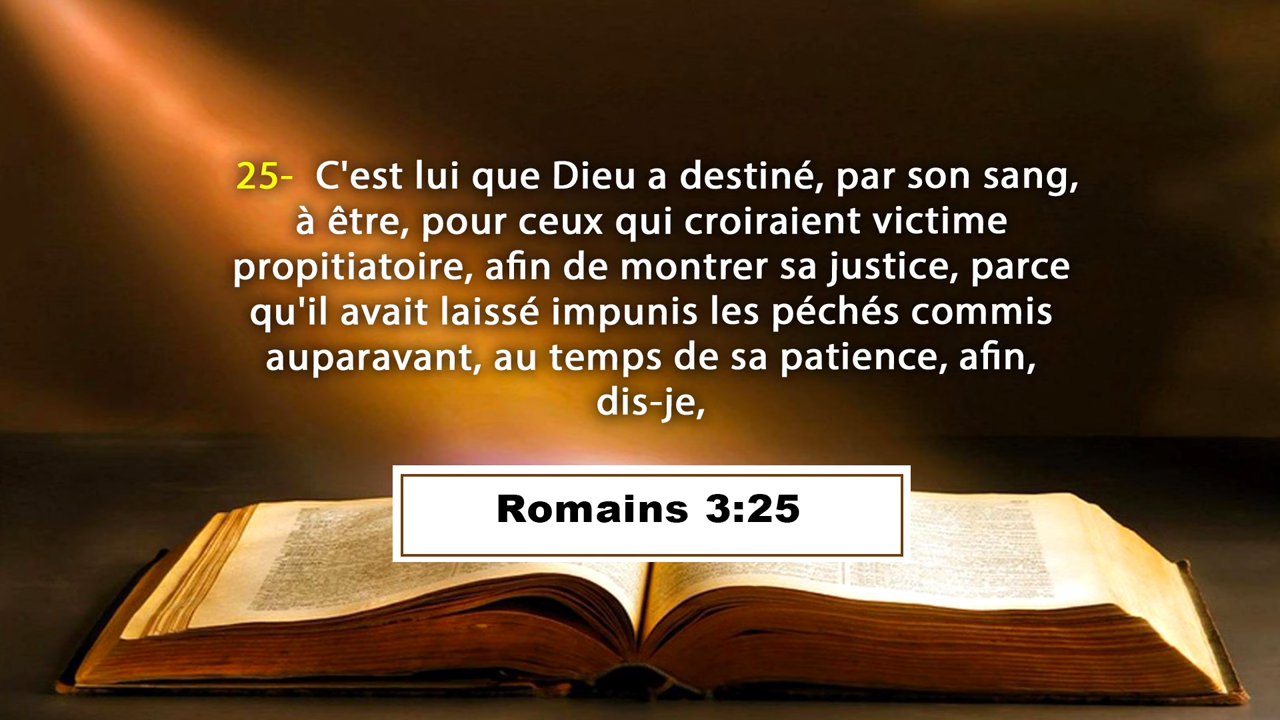 25- C'est lui que Dieu a destiné, par son sang,
à être, pour ceux qui croiraient victime
propitiatoire, afin de montrer sa justice, parce
qu'il avait laissé impunis les péchés commis
auparavant, au temps de sa patience, afin,
dis-je,
Romains 3:25